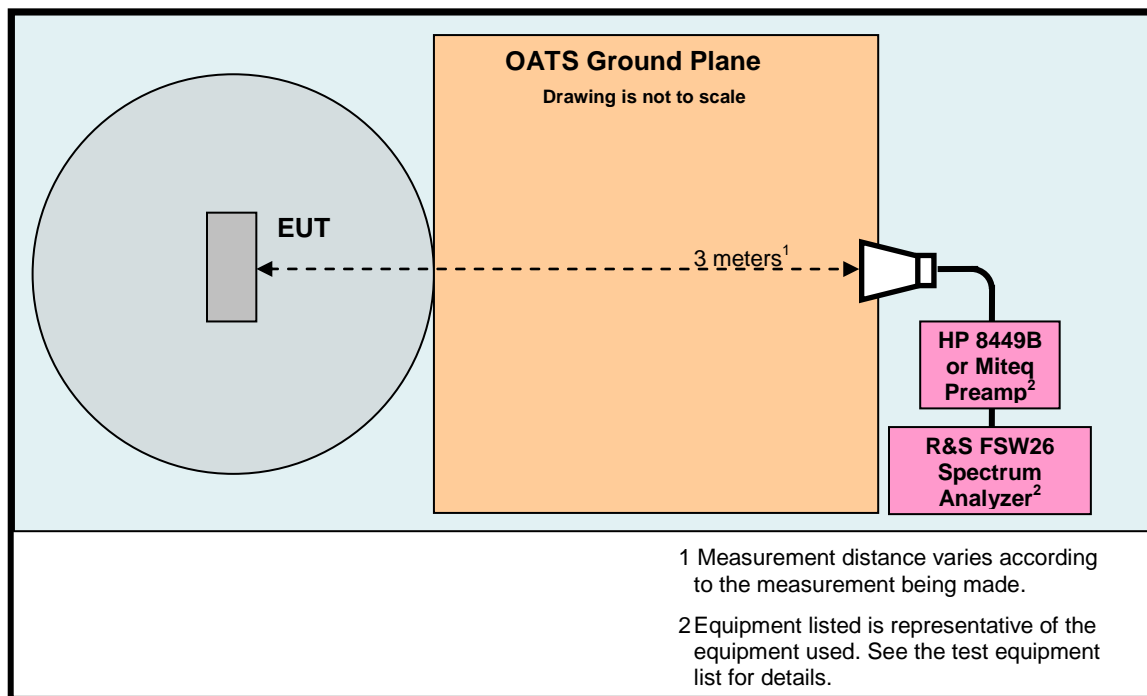 OATS Ground Plane
Drawing is not to scale
EUT
3 meters¹
HP 8449B
or Miteq
Preamp²
R&S FSW26
Spectrum
Analyzer²
1 Measurement distance varies according
to the measurement being made.
2 Equipment listed is representative of the
equipment used. See the test equipment
list for details.